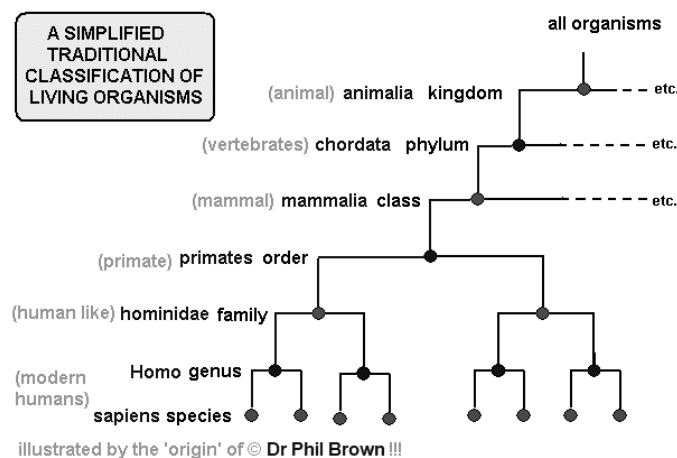 A SIMPLIFIED
TRADITIONAL
CLASSIFICATION OF
LIVING ORGANISMS
all organisms
(animal) animalia kingdom
etc.
(vertebrates) chordata phylum
etc.
(mammal) mammalia class
etc.
(primate) primates order
(human like) hominidae family
(modern
humans)
Homo genus
sapiens species
illustrated by the 'origin' of © Dr Phil Brown !!!